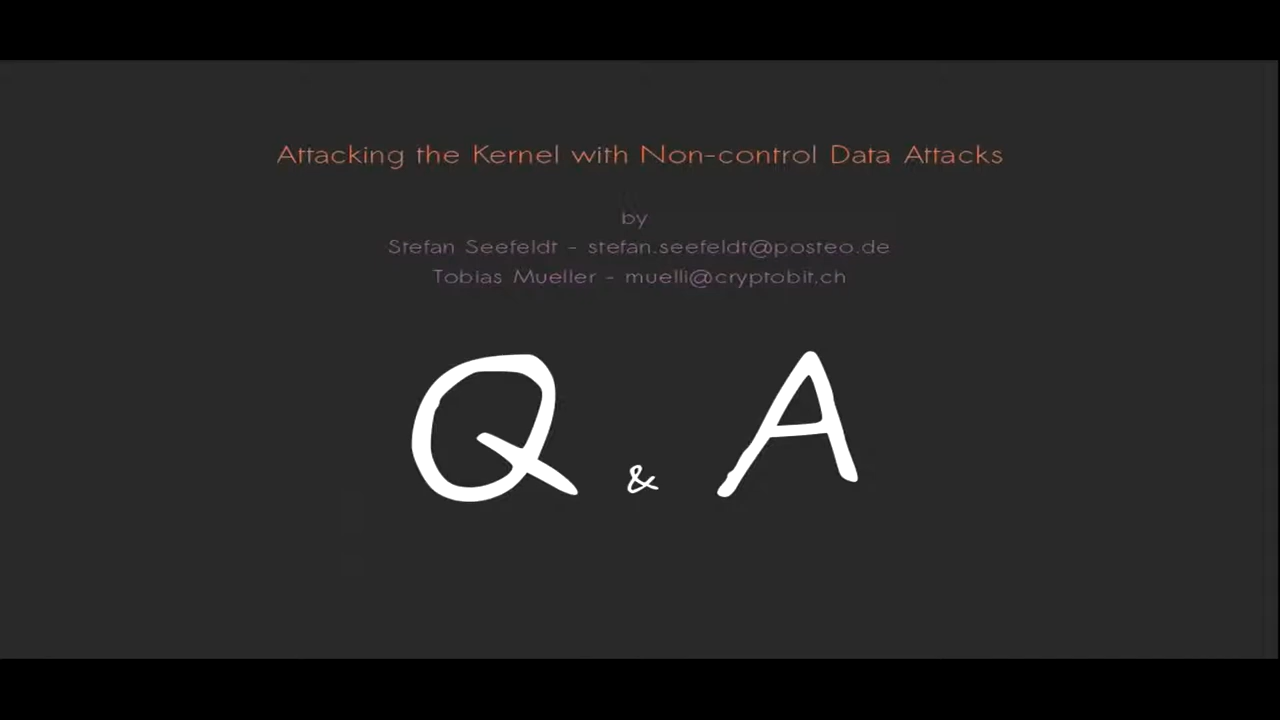 Attacking the Kernel with Non-control Data Attacks
by
Stefan Seefeldt - stefan.seefeldt@posteo.de
Tobias Mueller - muelli@cryptobit.ch
Q & A